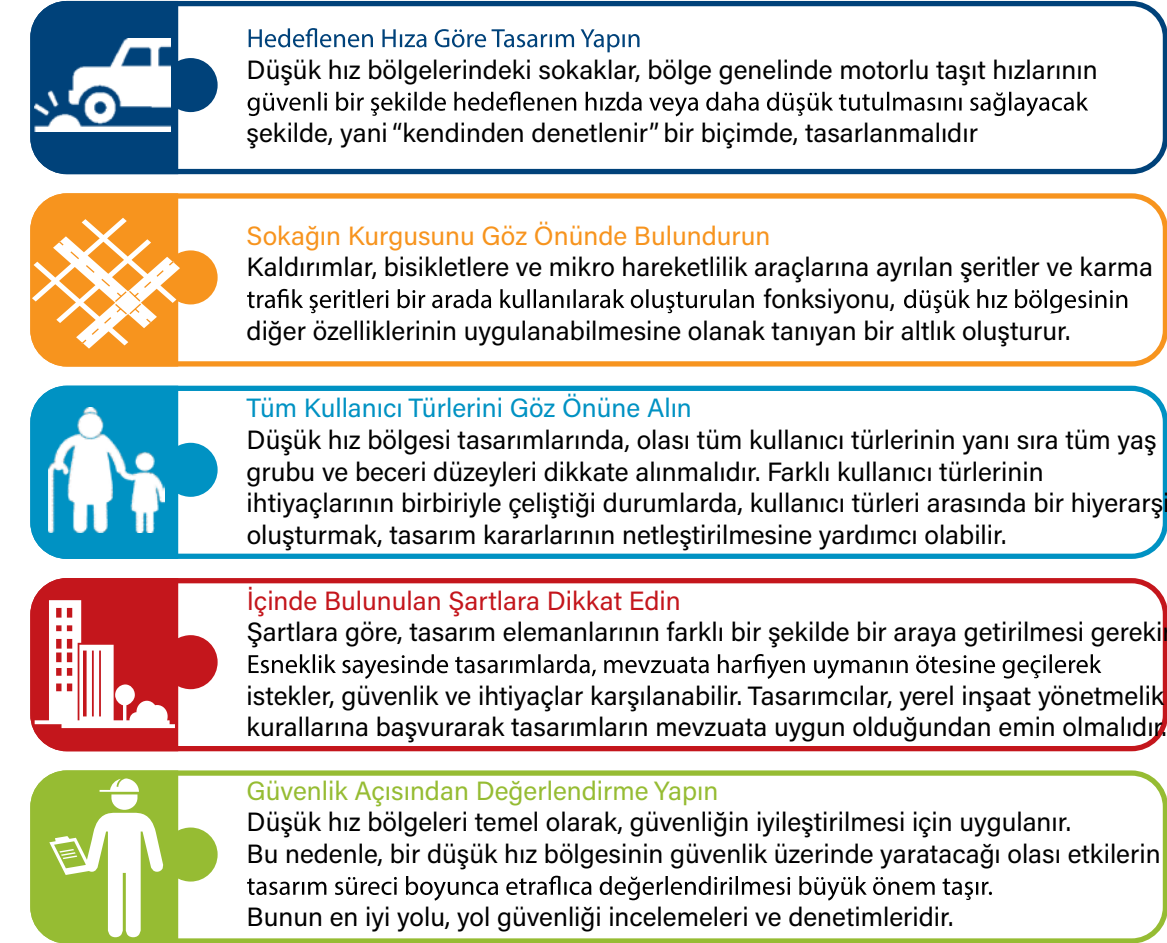 Hedeflenen Hıza Göre Tasarım Yapın
Düşük hız bölgelerindeki sokaklar, bölge genelinde motorlu taşıt hızlarının
güvenli bir şekilde hedeflenen hızda veya daha düşük tutulmasını sağlayacak
şekilde, yani “kendinden denetlenir” bir biçimde, tasarlanmalıdır
Sokağın Kurgusunu Göz Önünde Bulundurun
Kaldırımlar, bisikletlere ve mikro hareketlilik araçlarına ayrılan şeritler ve karma
trafik şeritleri bir arada kullanılarak oluşturulan fonksiyonu, düşük hız bölgesinin
diğer özelliklerinin uygulanabilmesine olanak tanıyan bir altlık oluşturur.
Tüm Kullanıcı Türlerini Göz Önüne Alın
Düşük hız bölgesi tasarımlarında, olası tüm kullanıcı türlerinin yanı sıra tüm yaş
grubu ve beceri düzeyleri dikkate alınmalıdır. Farklı kullanıcı türlerinin
ihtiyaçlarının birbiriyle çeliştiği durumlarda, kullanıcı türleri arasında bir hiyerarşi
oluşturmak, tasarım kararlarının netleştirilmesine yardımcı olabilir.
İçinde Bulunulan Şartlara Dikkat Edin
Şartlara göre, tasarım elemanlarının farklı bir şekilde bir araya getirilmesi gerekir
Esneklik sayesinde tasarımlarda, mevzuata harfiyen uymanın ötesine geçilerek
istekler, güvenlik ve ihtiyaçlar karşılanabilir. Tasarımcılar, yerel inşaat yönetmelik
kurallarına başvurarak tasarımların mevzuata uygun olduğundan emin olmalıdır.
Güvenlik Açısından Değerlendirme Yapın
Düşük hız bölgeleri temel olarak, güvenliğin iyileştirilmesi için uygulanır.
Bu nedenle, bir düşük hız bölgesinin güvenlik üzerinde yaratacağı olası etkilerin
tasarım süreci boyunca etraflıca değerlendirilmesi büyük önem taşır.
Bunun en iyi yolu, yol güvenliği incelemeleri ve denetimleridir.